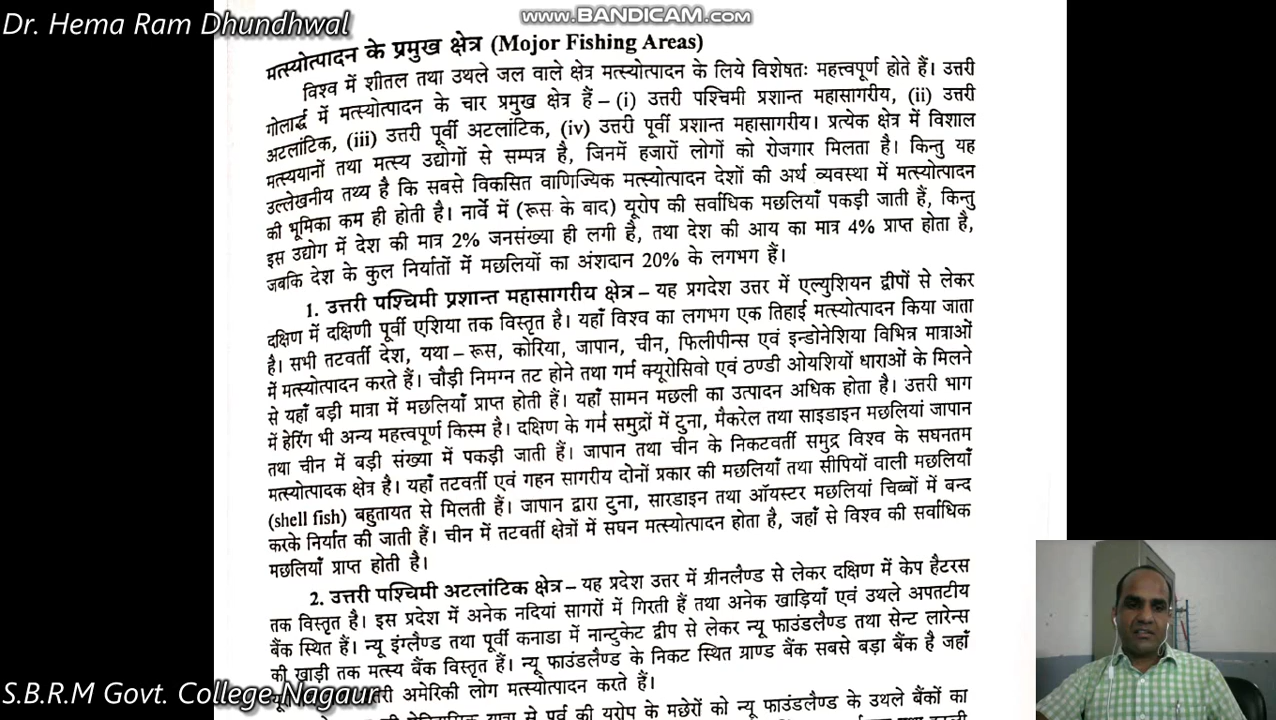 Dr. Hema Ram Dhundhwal
www.BANDICAM.com
मत्स्योत्पादन के प्रमुख क्षेत्र (Mojor Fishing Areas)
विश्व में शीतल तथा उथले जल वाले क्षेत्र मत्स्योत्पादन के लिये विशेषतः महत्त्वपूर्ण होते हैं। उत्तरी
गोलार्द्ध में मत्स्योत्पादन के चार प्रमुख क्षेत्र हैं – (i) उत्तरी पश्चिमी प्रशान्त महासागरीय, (ii) उत्तरी
अटलांटिक, (iii) उत्तरी पूर्वी अटलांटिक, (iv) उत्तरी पूर्वी प्रशान्त महासागरीय। प्रत्येक क्षेत्र में विशाल
मत्स्ययानों तथा मत्स्य उद्योगों से सम्पन्न है, जिनमें हजारों लोगों को रोजगार मिलता है। किन्तु यह
उल्लेखनीय तथ्य है कि सबसे विकसित वाणिज्यिक मत्स्योत्पादन देशों की अर्थ व्यवस्था में मत्स्योत्पादन
की भूमिका कम ही होती है। नार्वे में (रूस के बाद) यूरोप की सर्वाधिक मछलियाँ पकड़ी जाती हैं, किन्तु
इस उद्योग में देश की मात्र 2% जनसंख्या ही लगी है, तथा देश की आय का मात्र 4% प्राप्त होता है,
जबकि देश के कुल निर्यातों में मछलियों का अंशदान 20% के लगभग हैं।
1. उत्तरी पश्चिमी प्रशान्त महासागरीय क्षेत्र – यह प्रगदेश उत्तर में एल्युशियन द्वीपों से लेकर
दक्षिण में दक्षिणी पूर्वी एशिया तक विस्तृत है। यहाँ विश्व का लगभग एक तिहाई मत्स्योत्पादन किया जाता
है। सभी तटवर्ती देश, यथा – रूस, कोरिया, जापान, चीन, फिलीपीन्स एवं इन्डोनेशिया विभिन्न मात्राओं
में मत्स्योत्पादन करते हैं। चौड़ी निमग्न तट होने तथा गर्म क्यूरोसिवो एवं ठण्डी ओयशियों धाराओं के मिलने
से यहाँ बड़ी मात्रा में मछलियाँ प्राप्त होती हैं। यहाँ सामन मछली का उत्पादन अधिक होता है। उत्तरी भाग
में हेरिंग भी अन्य महत्त्वपूर्ण किस्म है। दक्षिण के गर्म समुद्रों में टुना, मैकरेल तथा साइडाइन मछलियां जापान
तथा चीन में बड़ी संख्या में पकड़ी जाती हैं। जापान तथा चीन के निकटवर्ती समुद्र विश्व के सघनतम
मत्स्योत्पादक क्षेत्र है। यहाँ तटवर्ती एवं गहन सागरीय दोनों प्रकार की मछलियाँ तथा सीपियों वाली मछलियाँ
(shell fish) बहुतायत से मिलती हैं। जापान द्वारा टुना, सारडाइन तथा ऑयस्टर मछलियां चिब्बों में बन्द
करके निर्यात की जाती हैं। चीन में तटवर्ती क्षेत्रों में सघन मत्स्योत्पादन होता है, जहाँ से विश्व की सर्वाधिक
मछलियाँ प्राप्त होती है।
2. उत्तरी पश्चिमी अटलांटिक क्षेत्र – यह प्रदेश उत्तर में ग्रीनलैण्ड से लेकर दक्षिण में केप हैटरस
तक विस्तृत है। इस प्रदेश में अनेक नदियां सागरों में गिरती हैं तथा अनेक खाड़ियाँ एवं उथले अपतटीय
बैंक स्थित हैं। न्यू इंग्लैण्ड तथा पूर्वी कनाडा में नान्टुकेट द्वीप से लेकर न्यू फाउंडलैण्ड तथा सेन्ट लारेन्स
की खाड़ी तक मत्स्य बैंक विस्तृत हैं। न्यू फाउंडलैण्ड के निकट स्थित ग्राण्ड बैंक सबसे बड़ा बैंक है जहाँ
अमेरिकी लोग मत्स्योत्पादन करते हैं।
यात्रा से पूर्व की यूरोप के मछेरों को न्यू फाउंडलैण्ड के उथले बैंकों का
S.B.R.M Govt. College,Nagaur